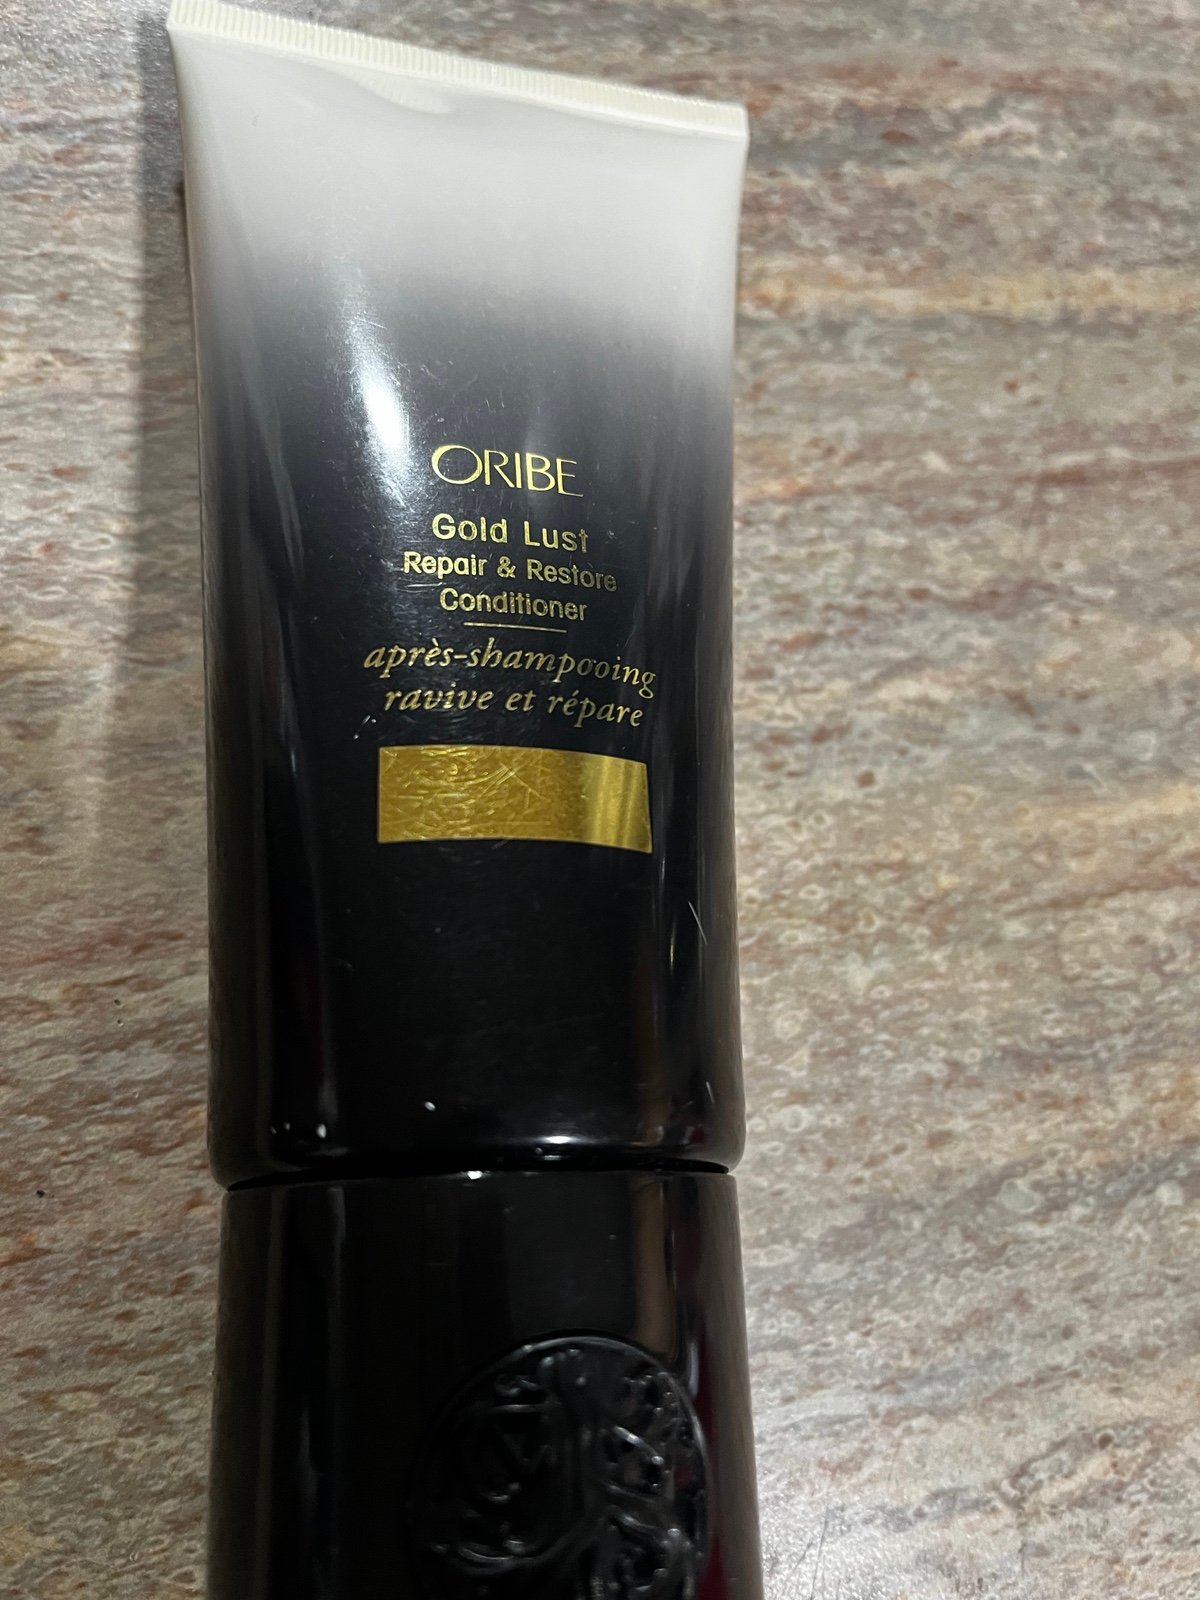 ORIBE
Gold Lust
Repair & Restore
Conditioner
après-shampooing
ravive et répare